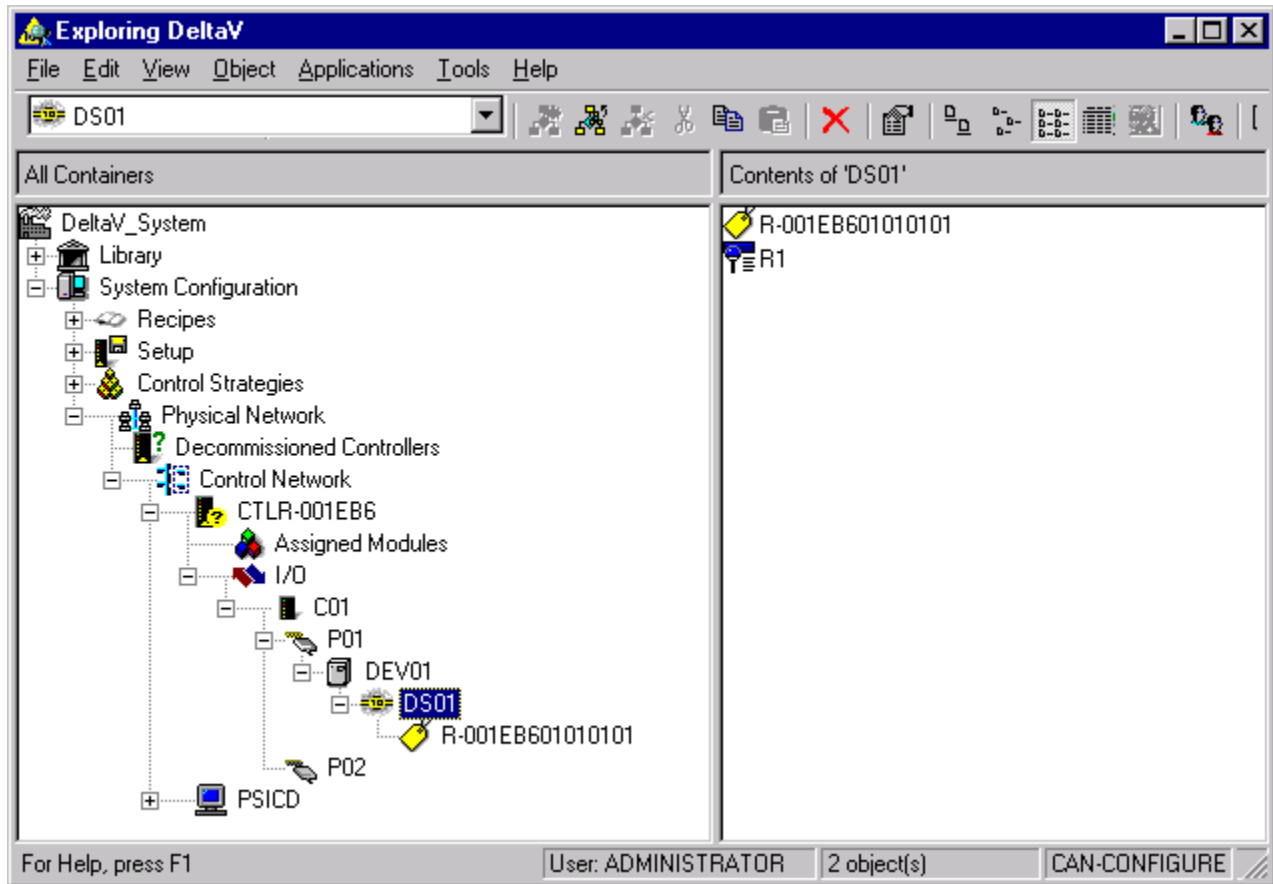 Exploring DeltaV
File Edit View Object Applications Tools Help
DS01
All Containers
Contents of 'DS01'
DeltaV_System
Library
System Configuration
Recipes
Setup
Control Strategies
Physical Network
Decommissioned Controllers
Control Network
CTLR-001EB6
Assigned Modules
I/O
C01
P01
DEV01
DS01
R-001EB601010101
P02
PSICD
R-001EB601010101
R1
For Help, press F1
User: ADMINISTRATOR
2 object(s)
CAN-CONFIGURE